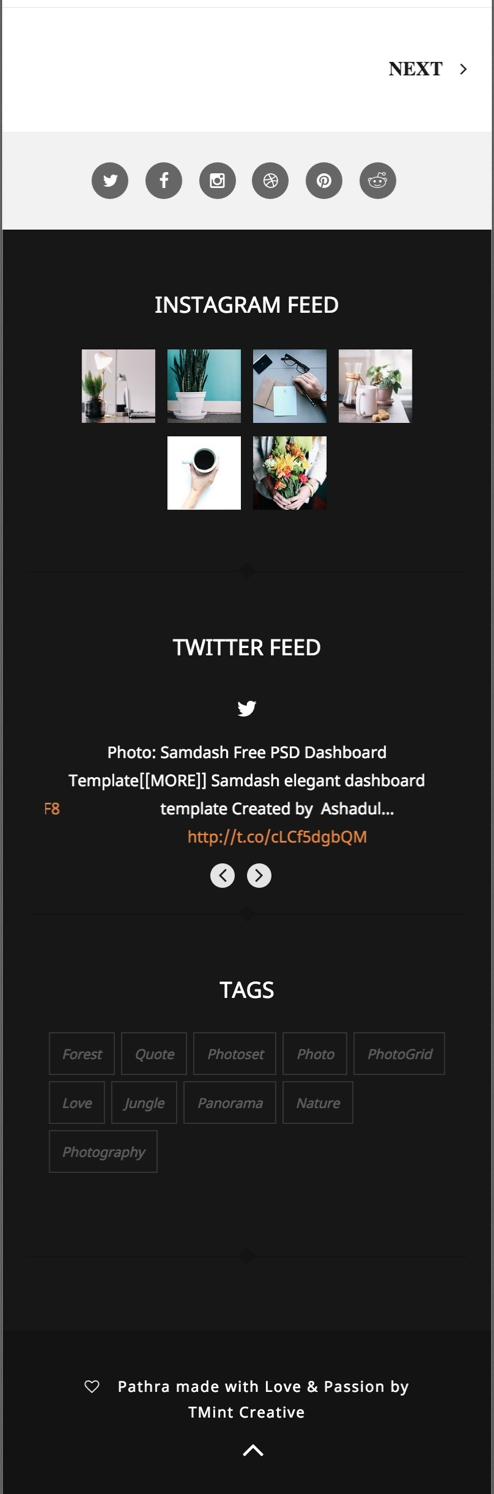 NEXT
INSTAGRAM FEED
TWITTER FEED
Photo: Samdash Free PSD Dashboard
Template[[MORE]] Samdash elegant dashboard
F8 template Created by  Ashadul...
http://t.co/cLCf5dgbQM
TAGS
Forest Quote Photoset Photo PhotoGrid
Love Jungle Panorama Nature
Photography
Pathra made with Love & Passion by
TMint Creative